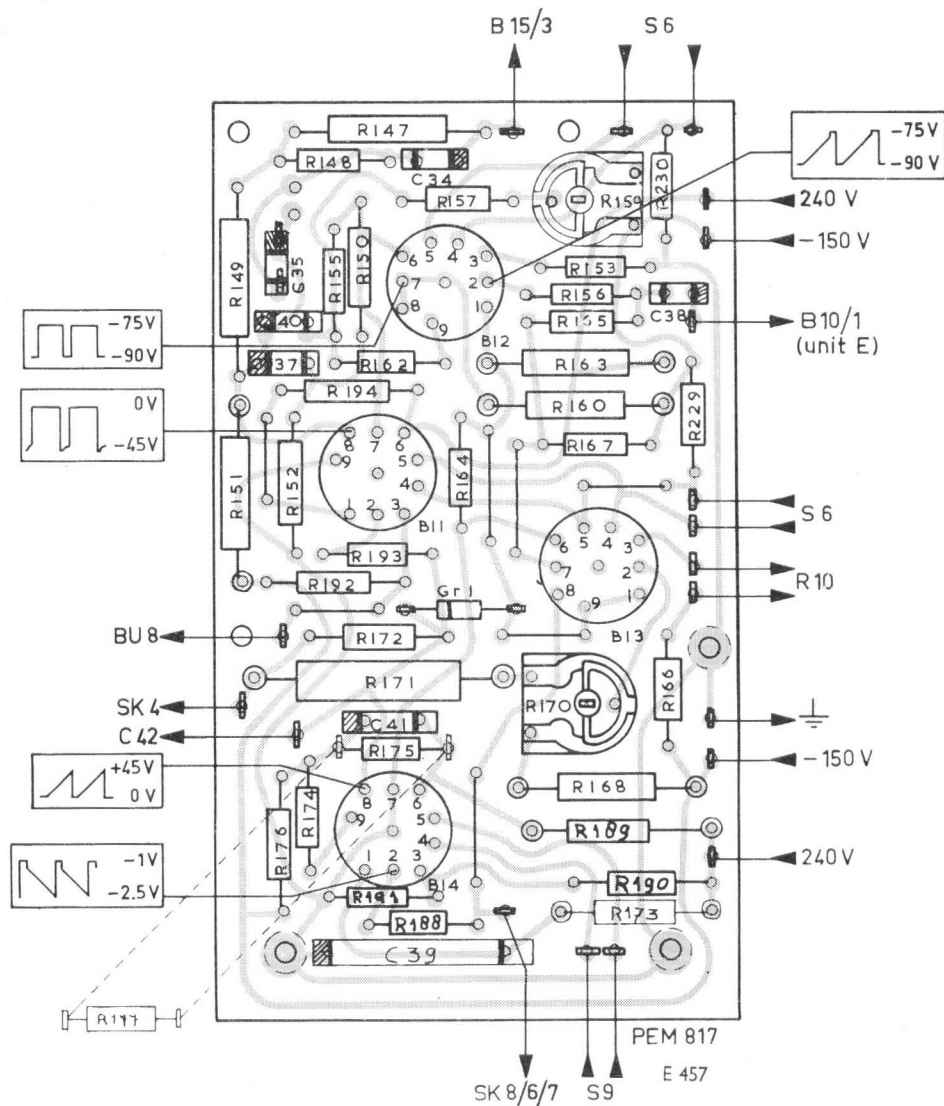 B 15/3
S 6
R147
R148
C34
R157
R159
R230
-75V
-90V
240 V
-150 V
R149
C35
R155
R150
5 4
6 3
7 2
8 1
9
R153
R156
C38
B10/1
(unit E)
-75V
-90V
40
37
R162
B12
R163
R194
R160
R229
0V
-45V
8 7 6
9 5
4
1 2 3
B11
R164
R167
R151
R152
S 6
R193
R192
5 4
6 3
7 2
8 1
9
R 10
Gr 1
B13
BU 8
R172
R171
R166
SK 4
C 42
C41
R175
R170
-150V
+45V
0V
R174
R176
8 7 6
9 5
4
1 2 3
B14
R168
R189
240 V
-1V
-2.5V
R191
R190
R188
R173
C39
PEM 817
E 457
SK 8/6/7
S9